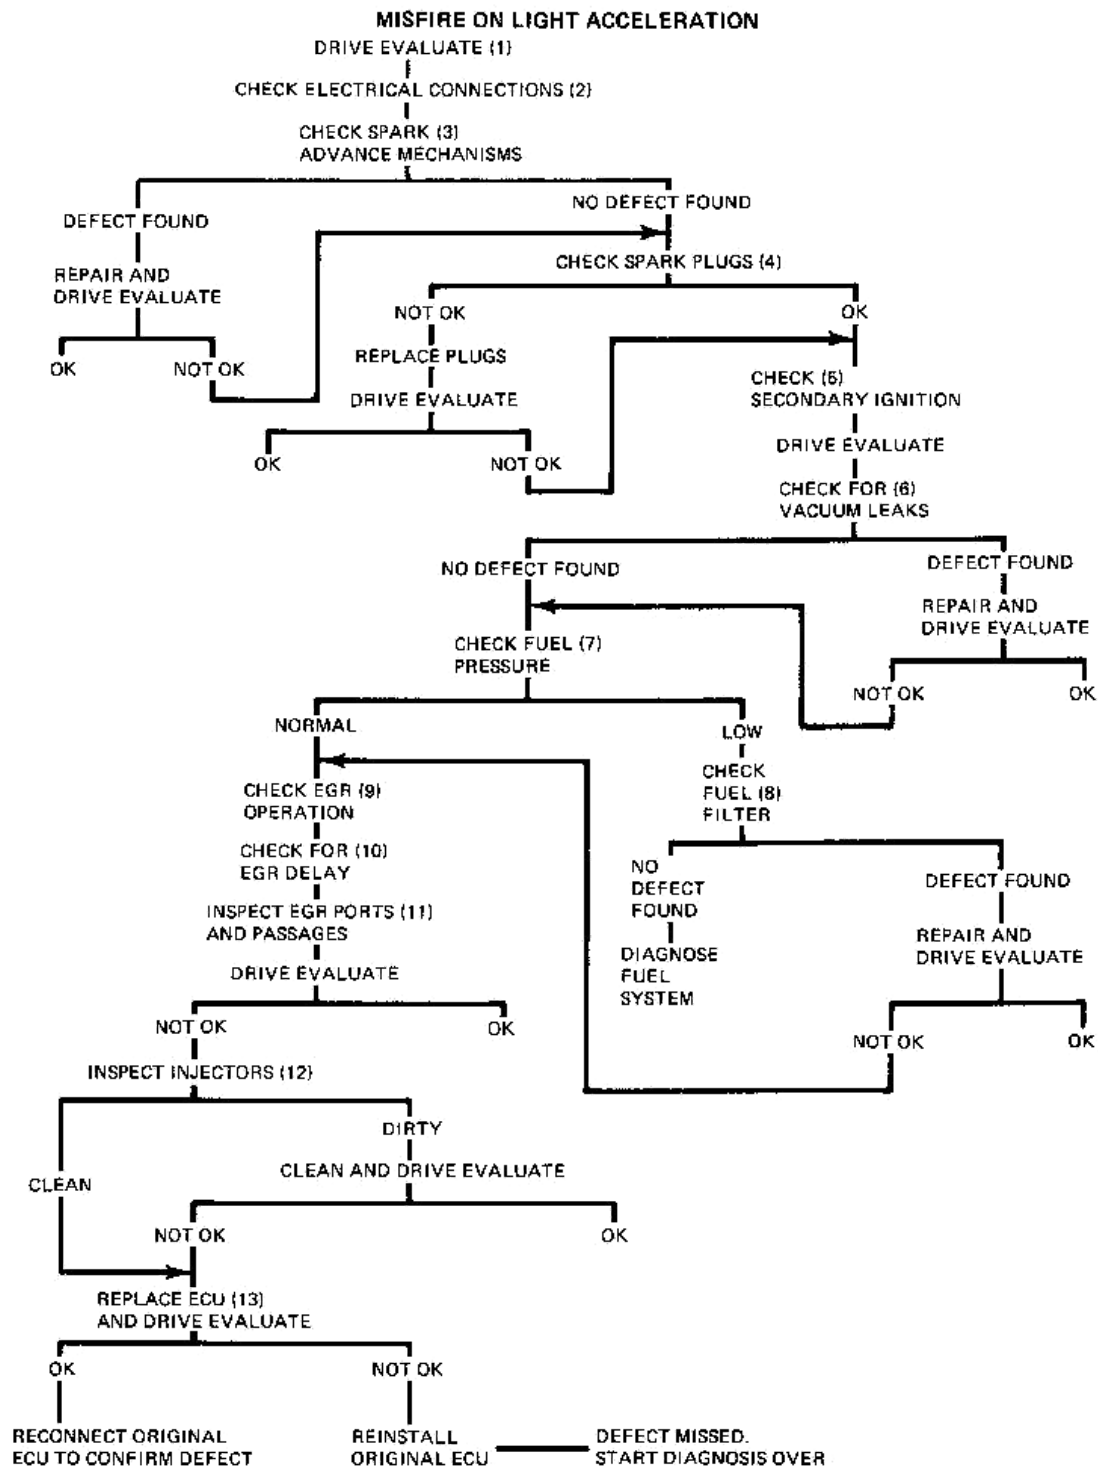 MISFIRE ON LIGHT ACCELERATION
DRIVE EVALUATE (1)
CHECK ELECTRICAL CONNECTIONS (2)
CHECK SPARK (3)
ADVANCE MECHANISMS
DEFECT FOUND
NO DEFECT FOUND
REPAIR AND
DRIVE EVALUATE
OK
NOT OK
CHECK SPARK PLUGS (4)
NOT OK
OK
REPLACE PLUGS
DRIVE EVALUATE
OK
NOT OK
CHECK (5)
SECONDARY IGNITION
DRIVE EVALUATE
CHECK FOR (6)
VACUUM LEAKS
NO DEFECT FOUND
DEFECT FOUND
REPAIR AND
DRIVE EVALUATE
NOT OK
OK
CHECK FUEL (7)
PRESSURE
NORMAL
LOW
CHECK
FUEL (8)
FILTER
NO
DEFECT
FOUND
DIAGNOSE
FUEL
SYSTEM
DEFECT FOUND
REPAIR AND
DRIVE EVALUATE
NOT OK
OK
CHECK EGR (9)
OPERATION
CHECK FOR (10)
EGR DELAY
INSPECT EGR PORTS (11)
AND PASSAGES
DRIVE EVALUATE
NOT OK
OK
INSPECT INJECTORS (12)
CLEAN
DIRTY
CLEAN AND DRIVE EVALUATE
NOT OK
OK
REPLACE ECU (13)
AND DRIVE EVALUATE
OK
NOT OK
RECONNECT ORIGINAL
ECU TO CONFIRM DEFECT
REINSTALL
ORIGINAL ECU
DEFECT MISSED.
START DIAGNOSIS OVER